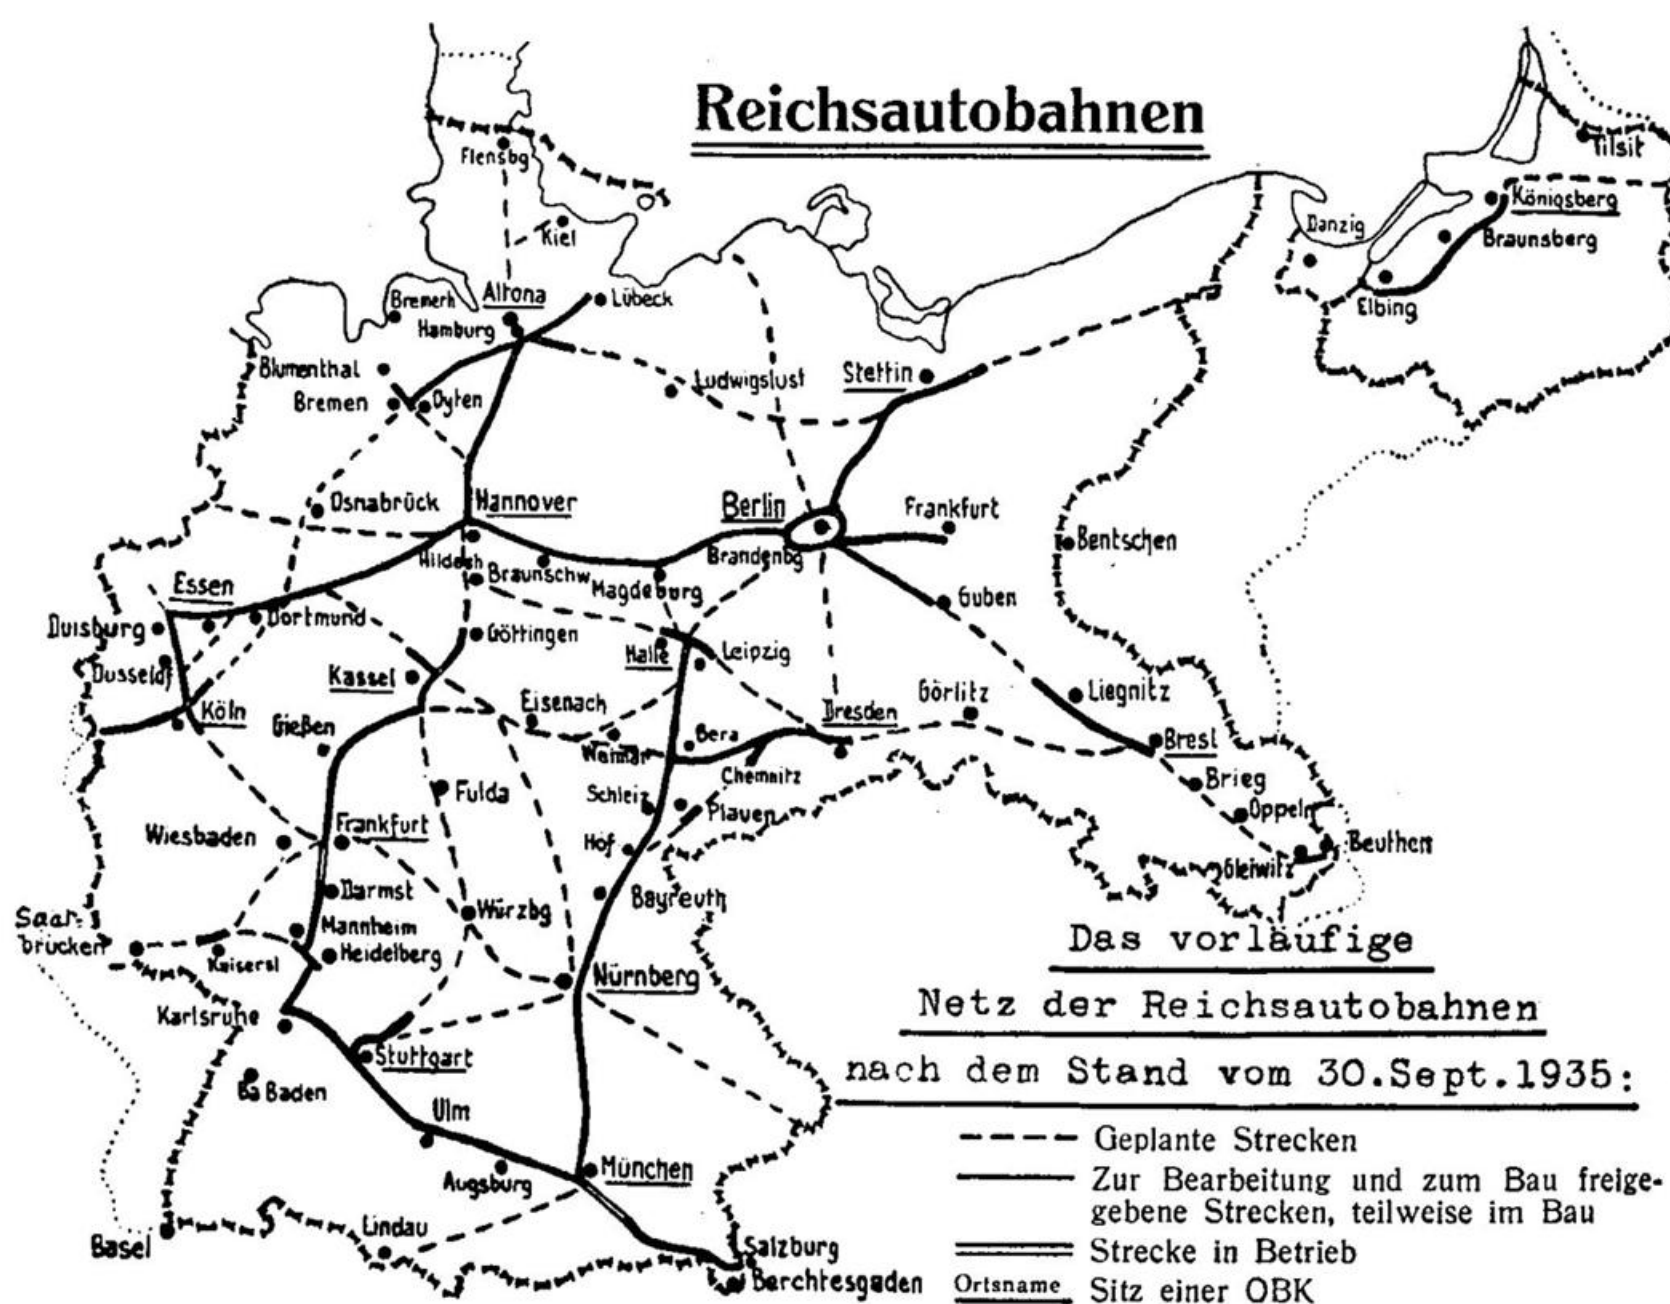 Reichsautobahnen
Flensbg
Tilsit
Kiel
Königsberg
Danzig
Braunsberg
Bremerh
Altona
Lübeck
Hamburg
Elbing
Blumenthal
Ludwigslust
Stettin
Bremen
Oyten
Osnabrück
Hannover
Berlin
Frankfurt
Bentschen
Hildesh
Braunschw
Brandenbg
Essen
Magdeburg
Guben
Duisburg
Dortmund
Göttingen
Düsseldf
Kassel
Halle
Leipzig
Köln
Eisenach
Görlitz
Liegnitz
Gießen
Dresden
Weimar
Gera
Bresl
Chemnitz
Brieg
Fulda
Schleiz
Plauen
Oppeln
Wiesbaden
Frankfurt
Hof
Beuthen
Gleiwitz
Darmst
Bayreuth
Würzbg
Saar-
brücken
Mannheim
Heidelberg
Kaisersl
Nürnberg
Karlsruhe
Stuttgart
Ba Baden
Ulm
München
Augsburg
Lindau
Basel
Salzburg
Berchtesgaden
Das vorläufige
Netz der Reichsautobahnen
nach dem Stand vom 30.Sept.1935:
Geplante Strecken
Zur Bearbeitung und zum Bau freige-
gebene Strecken, teilweise im Bau
Strecke in Betrieb
Ortsname Sitz einer OBK